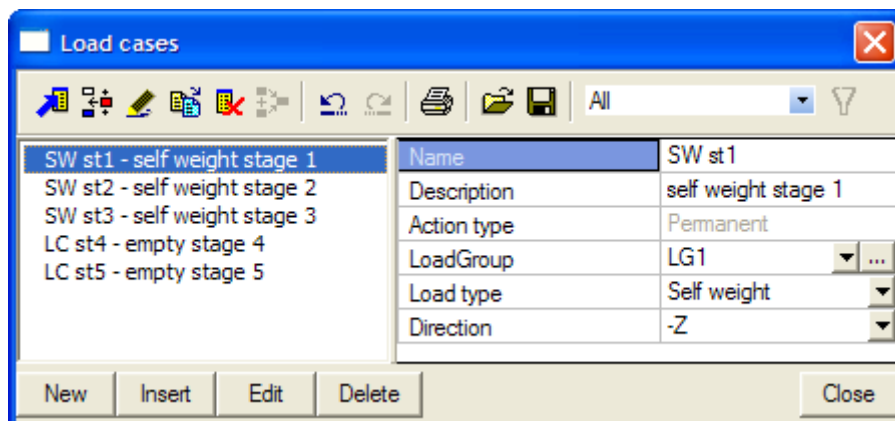 Load cases
All
SW st1 - self weight stage 1
SW st2 - self weight stage 2
SW st3 - self weight stage 3
LC st4 - empty stage 4
LC st5 - empty stage 5
Name SW st1
Description self weight stage 1
Action type Permanent
LoadGroup LG1 ...
Load type Self weight
Direction -Z
New Insert Edit Delete Close